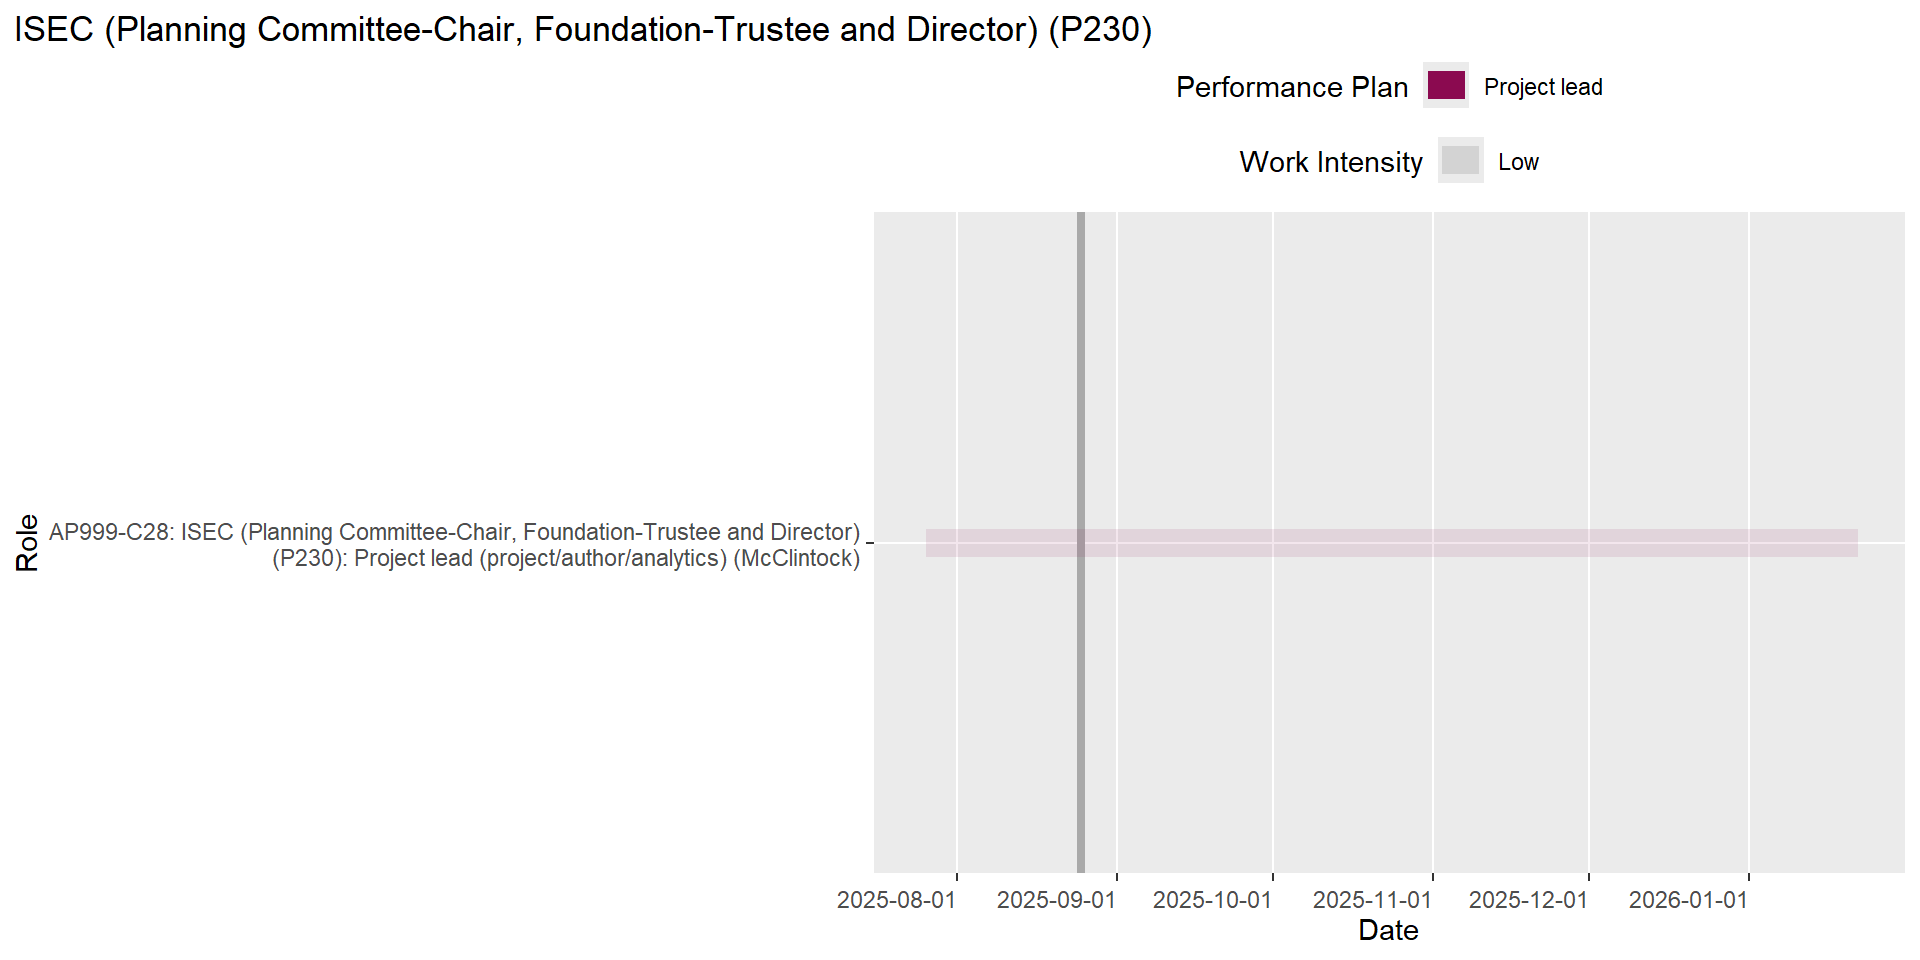 ISEC (Planning Committee-Chair, Foundation-Trustee and Director) (P230)
Performance Plan
Project lead
Work Intensity
Low
Role
AP999-C28: ISEC (Planning Committee-Chair, Foundation-Trustee and Director)
(P230): Project lead (project/author/analytics) (McClintock)
2025-08-01
2025-09-01
2025-10-01
2025-11-01
2025-12-01
2026-01-01
Date